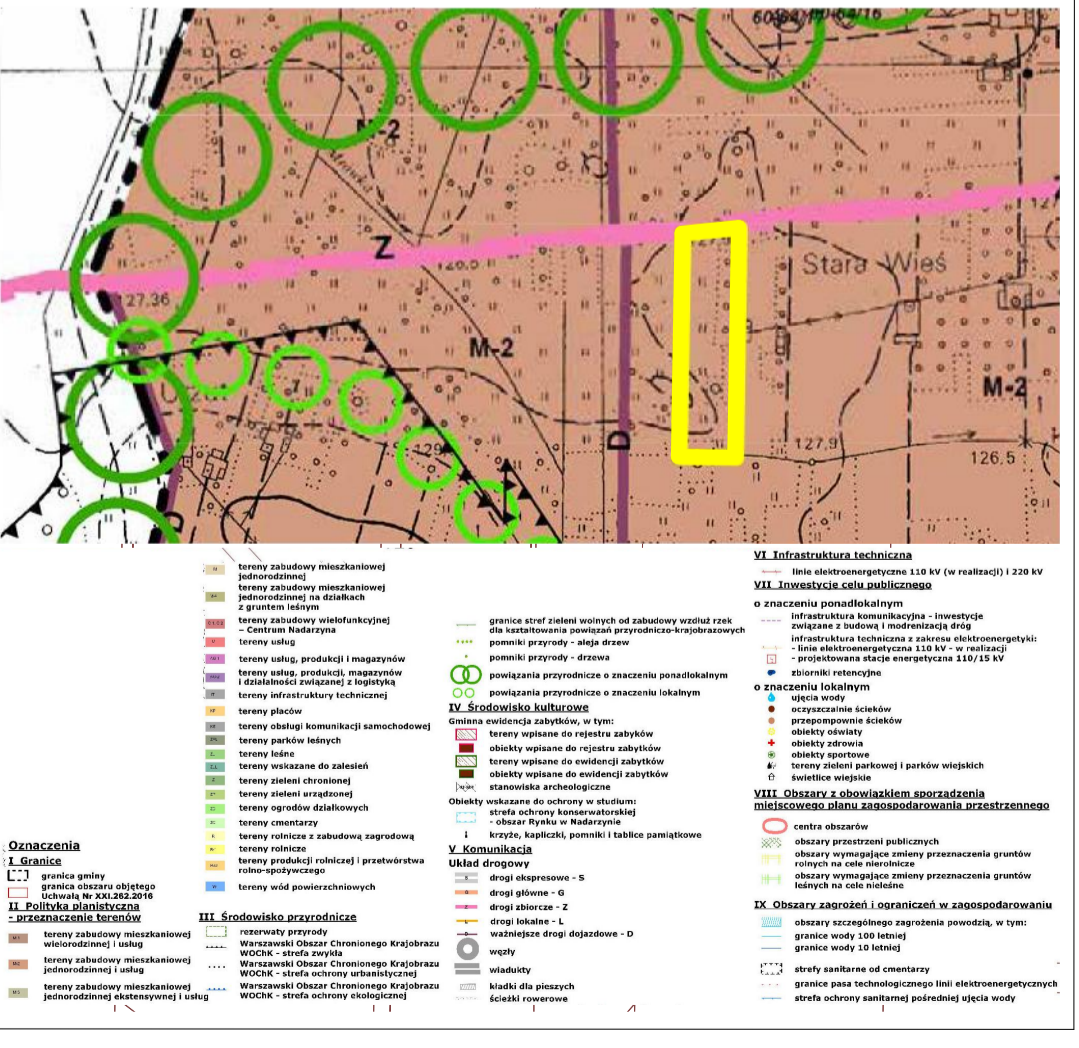 M-2
Z
127.36
M-2
Stara Wieś
M-2
D
127,9
126.5
D
Oznaczenia
I Granice
granica gminy
granica obszaru objętego
Uchwałą Nr XXI.262.2016
II Polityka planistyczna
- przeznaczenie terenów
tereny zabudowy mieszkaniowej
wielorodzinnej i usług
tereny zabudowy mieszkaniowej
jednorodzinnej i usług
tereny zabudowy mieszkaniowej
jednorodzinnej ekstensywnej i usług
tereny zabudowy mieszkaniowej
jednorodzinnej
tereny zabudowy mieszkaniowej
jednorodzinnej na działkach
z gruntem leśnym
tereny zabudowy wielofunkcyjnej
– Centrum Nadarzyna
tereny usług
tereny usług, produkcji i magazynów
tereny usług, produkcji, magazynów
i działalności związanej z logistyką
tereny infrastruktury technicznej
tereny placów
tereny obsługi komunikacji samochodowej
tereny parków leśnych
tereny leśne
tereny wskazane do zalesień
tereny zieleni chronionej
tereny zieleni urządzonej
tereny ogrodów działkowych
tereny cmentarzy
tereny rolnicze z zabudową zagrodową
tereny rolnicze
tereny produkcji rolniczej i przetwórstwa
rolno-spożywczego
tereny wód powierzchniowych
III Środowisko przyrodnicze
rezerwaty przyrody
Warszawski Obszar Chronionego Krajobrazu
WOChK – strefa zwykła
Warszawski Obszar Chronionego Krajobrazu
WOChK – strefa ochrony urbanistycznej
Warszawski Obszar Chronionego Krajobrazu
WOChK – strefa ochrony ekologicznej
granice stref zieleni wolnych od zabudowy wzdłuż rzek
dla kształtowania powiązań przyrodniczo-krajobrazowych
pomniki przyrody - aleja drzew
pomniki przyrody - drzewa
powiązania przyrodnicze o znaczeniu ponadlokalnym
powiązania przyrodnicze o znaczeniu lokalnym
IV Środowisko kulturowe
Gminna ewidencja zabytków, w tym:
tereny wpisane do rejestru zabyków
obiekty wpisane do rejestru zabytków
tereny wpisane do ewidencji zabytków
obiekty wpisane do ewidencji zabytków
stanowiska archeologiczne
Obiekty wskazane do ochrony w studium:
strefa ochrony konserwatorskiej
- obszar Rynku w Nadarzynie
krzyże, kapliczki, pomniki i tablice pamiątkowe
V Komunikacja
Układ drogowy
drogi ekspresowe - S
drogi główne - G
drogi zbiorcze - Z
drogi lokalne - L
ważniejsze drogi dojazdowe - D
węzły
wiadukty
kładki dla pieszych
ścieżki rowerowe
VI Infrastruktura techniczna
linie elektroenergetyczne 110 kV (w realizacji) i 220 kV
VII Inwestycje celu publicznego
o znaczeniu ponadlokalnym
infrastruktura komunikacyjna - inwestycje
związane z budową i modrenizacją dróg
infrastruktura techniczna z zakresu elektroenergetyki:
- linie elektroenergetyczna 110 kV - w realizacji
- projektowana stacje energetyczna 110/15 kV
zbiorniki retencyjne
o znaczeniu lokalnym
ujęcia wody
oczyszczalnie ścieków
przepompownie ścieków
obiekty oświaty
obiekty zdrowia
obiekty sportowe
tereny zieleni parkowej i parków wiejskich
świetlice wiejskie
VIII Obszary z obowiązkiem sporządzenia
miejscowego planu zagospodarowania przestrzennego
centra obszarów
obszary przestrzeni publicznych
obszary wymagające zmiany przeznaczenia gruntów
rolnych na cele nierolnicze
obszary wymagające zmiany przeznaczenia gruntów
leśnych na cele nieleśne
IX Obszary zagrożeń i ograniczeń w zagospodarowaniu
obszary szczególnego zagrożenia powodzią, w tym:
granice wody 100 letniej
granice wody 10 letniej
strefy sanitarne od cmentarzy
granice pasa technologicznego linii elektroenergetycznych
strefa ochrony sanitarnej pośredniej ujęcia wody